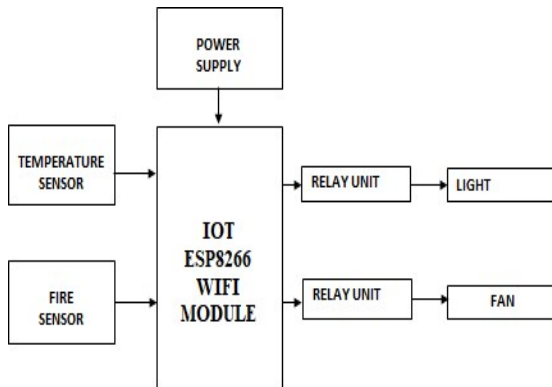 POWER
SUPPLY
TEMPERATURE
SENSOR
RELAY UNIT
LIGHT
IOT
ESP8266
WIFI
MODULE
FIRE
SENSOR
RELAY UNIT
FAN